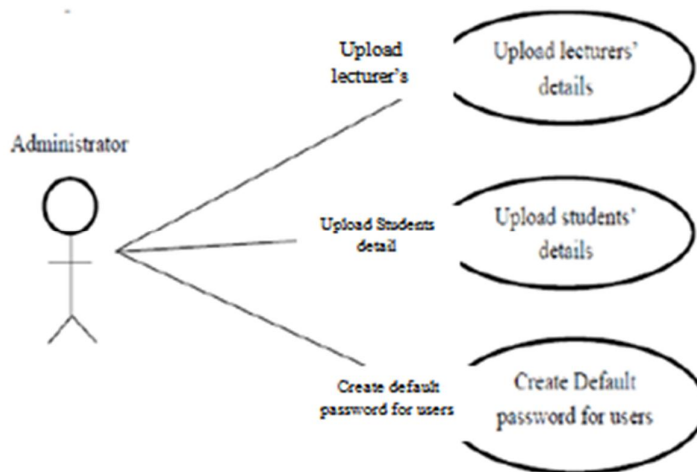 Administrator
Upload
lecturer's
Upload lecturers'
details
Upload Students
detail
Upload students'
details
Create default
password for users
Create Default
password for users